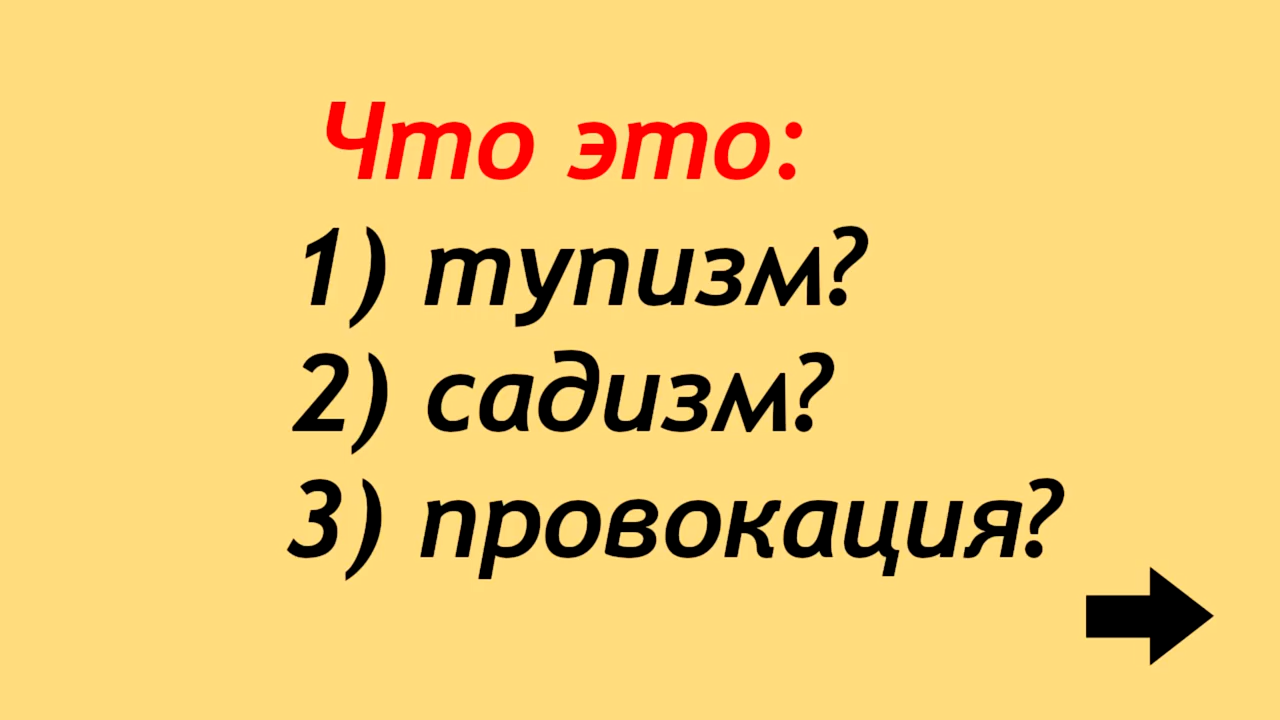 Что это:
1) тупизм?
2) садизм?
3) провокация?